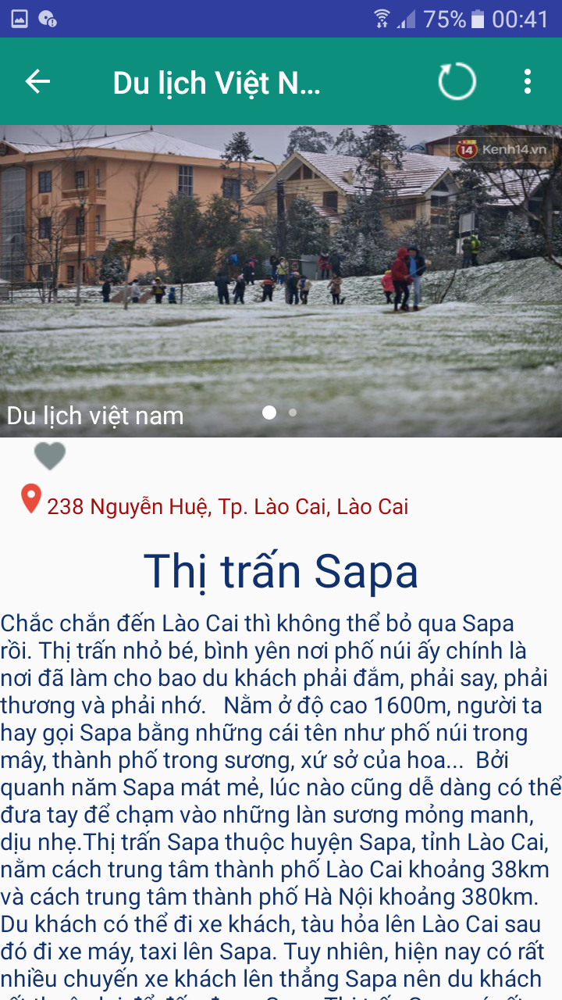 75% 00:41
Du lịch Việt N...
14 Kenh14.vn
Du lịch việt nam
238 Nguyễn Huệ, Tp. Lào Cai, Lào Cai
Thị trấn Sapa
Chắc chắn đến Lào Cai thì không thể bỏ qua Sapa
rồi. Thị trấn nhỏ bé, bình yên nơi phố núi ấy chính là
nơi đã làm cho bao du khách phải đắm, phải say, phải
thương và phải nhớ.   Nằm ở độ cao 1600m, người ta
hay gọi Sapa bằng những cái tên như phố núi trong
mây, thành phố trong sương, xứ sở của hoa...  Bởi
quanh năm Sapa mát mẻ, lúc nào cũng dễ dàng có thể
đưa tay để chạm vào những làn sương mỏng manh,
dịu nhẹ.Thị trấn Sapa thuộc huyện Sapa, tỉnh Lào Cai,
nằm cách trung tâm thành phố Lào Cai khoảng 38km
và cách trung tâm thành phố Hà Nội khoảng 380km.
Du khách có thể đi xe khách, tàu hỏa lên Lào Cai sau
đó đi xe máy, taxi lên Sapa. Tuy nhiên, hiện nay có rất
nhiều chuyến xe khách lên thẳng Sapa nên du khách